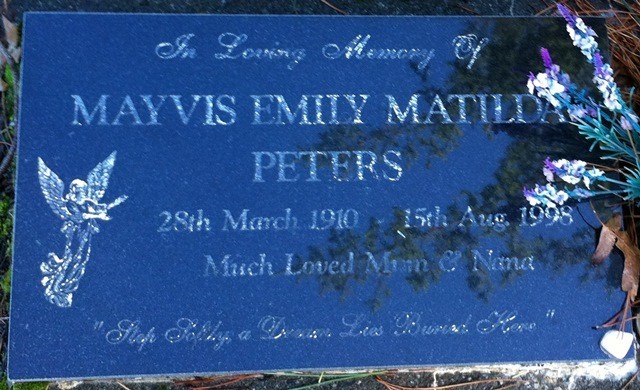 In Loving Memory Of
MAYVIS EMILY MATILDA
PETERS
28th March 1910 - 15th Aug. 1998
Much Loved Mum & Nana
"Step Softly, a Dream Lies Buried Here"